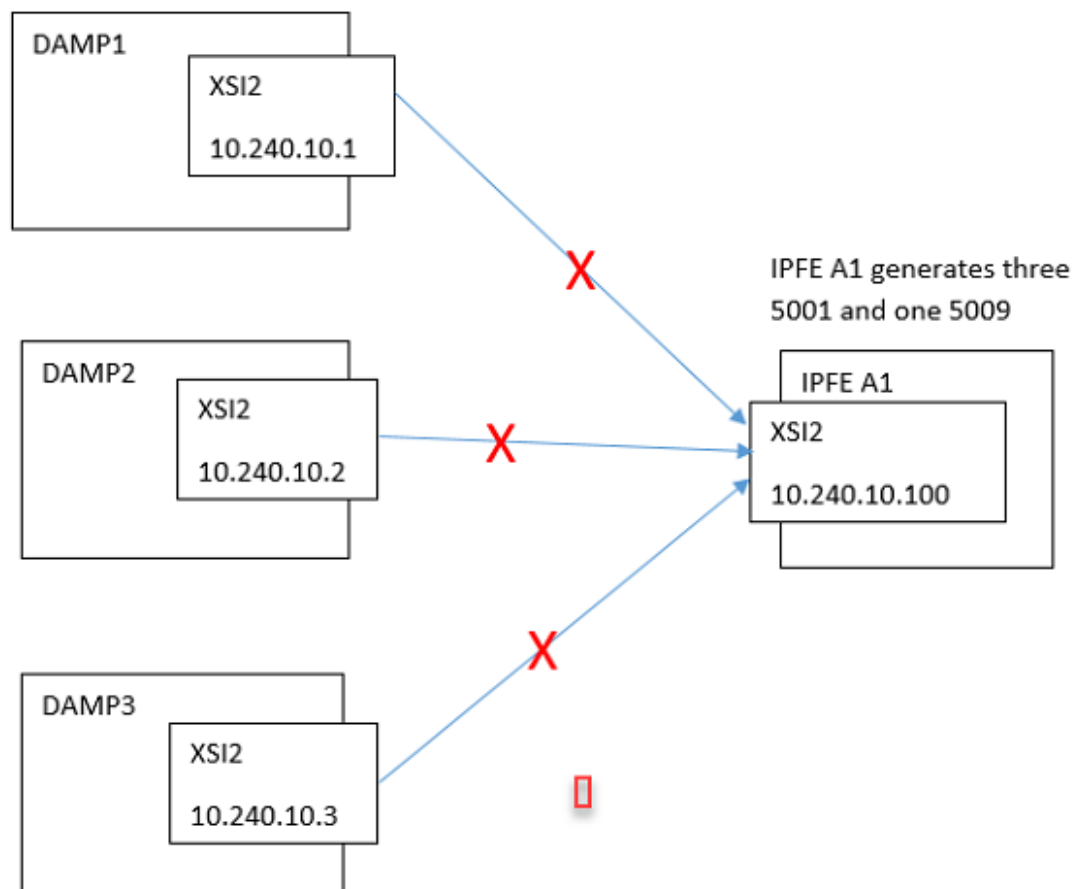 DAMP1
XSI2
10.240.10.1
X
IPFE A1 generates three
5001 and one 5009
DAMP2
XSI2
10.240.10.2
X
IPFE A1
XSI2
10.240.10.100
X
DAMP3
XSI2
10.240.10.3